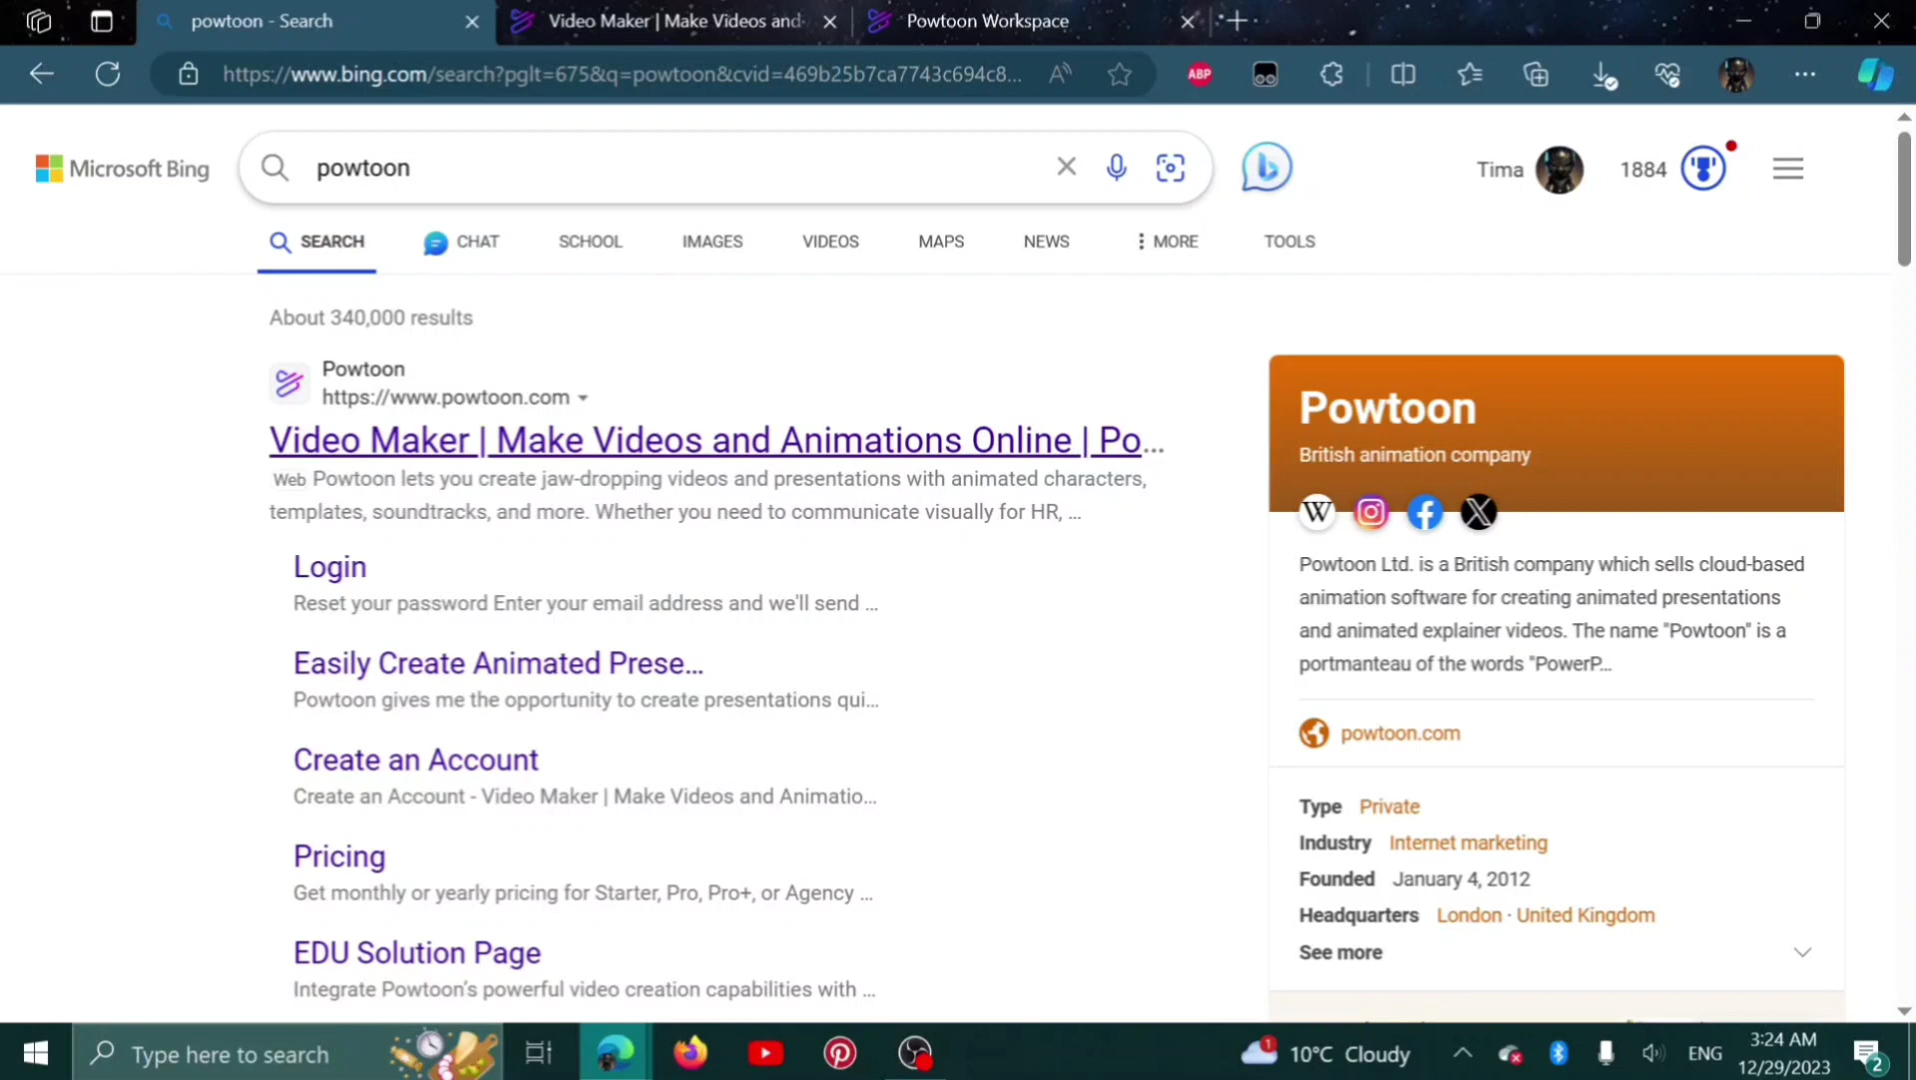 powtoon - Search
Video Maker | Make Videos and
Powtoon Workspace
https://www.bing.com/search?pglt=675&q=powtoon&cvid=469b25b7ca7743c694c8...
ABP
Microsoft Bing
powtoon
Tima
1884
SEARCH
CHAT
SCHOOL
IMAGES
VIDEOS
MAPS
NEWS
MORE
TOOLS
About 340,000 results
Powtoon
https://www.powtoon.com
Video Maker | Make Videos and Animations Online | Po...
Web Powtoon lets you create jaw-dropping videos and presentations with animated characters,
templates, soundtracks, and more. Whether you need to communicate visually for HR, ...
Login
Reset your password Enter your email address and we'll send ...
Easily Create Animated Prese...
Powtoon gives me the opportunity to create presentations qui...
Create an Account
Create an Account - Video Maker | Make Videos and Animatio...
Pricing
Get monthly or yearly pricing for Starter, Pro, Pro+, or Agency ...
EDU Solution Page
Integrate Powtoon's powerful video creation capabilities with ...
Powtoon
British animation company
W
Powtoon Ltd. is a British company which sells cloud-based
animation software for creating animated presentations
and animated explainer videos. The name "Powtoon" is a
portmanteau of the words "PowerP...
powtoon.com
Type Private
Industry Internet marketing
Founded January 4, 2012
Headquarters London · United Kingdom
See more
Type here to search
1
10°C Cloudy
ENG
3:24 AM
12/29/2023
2